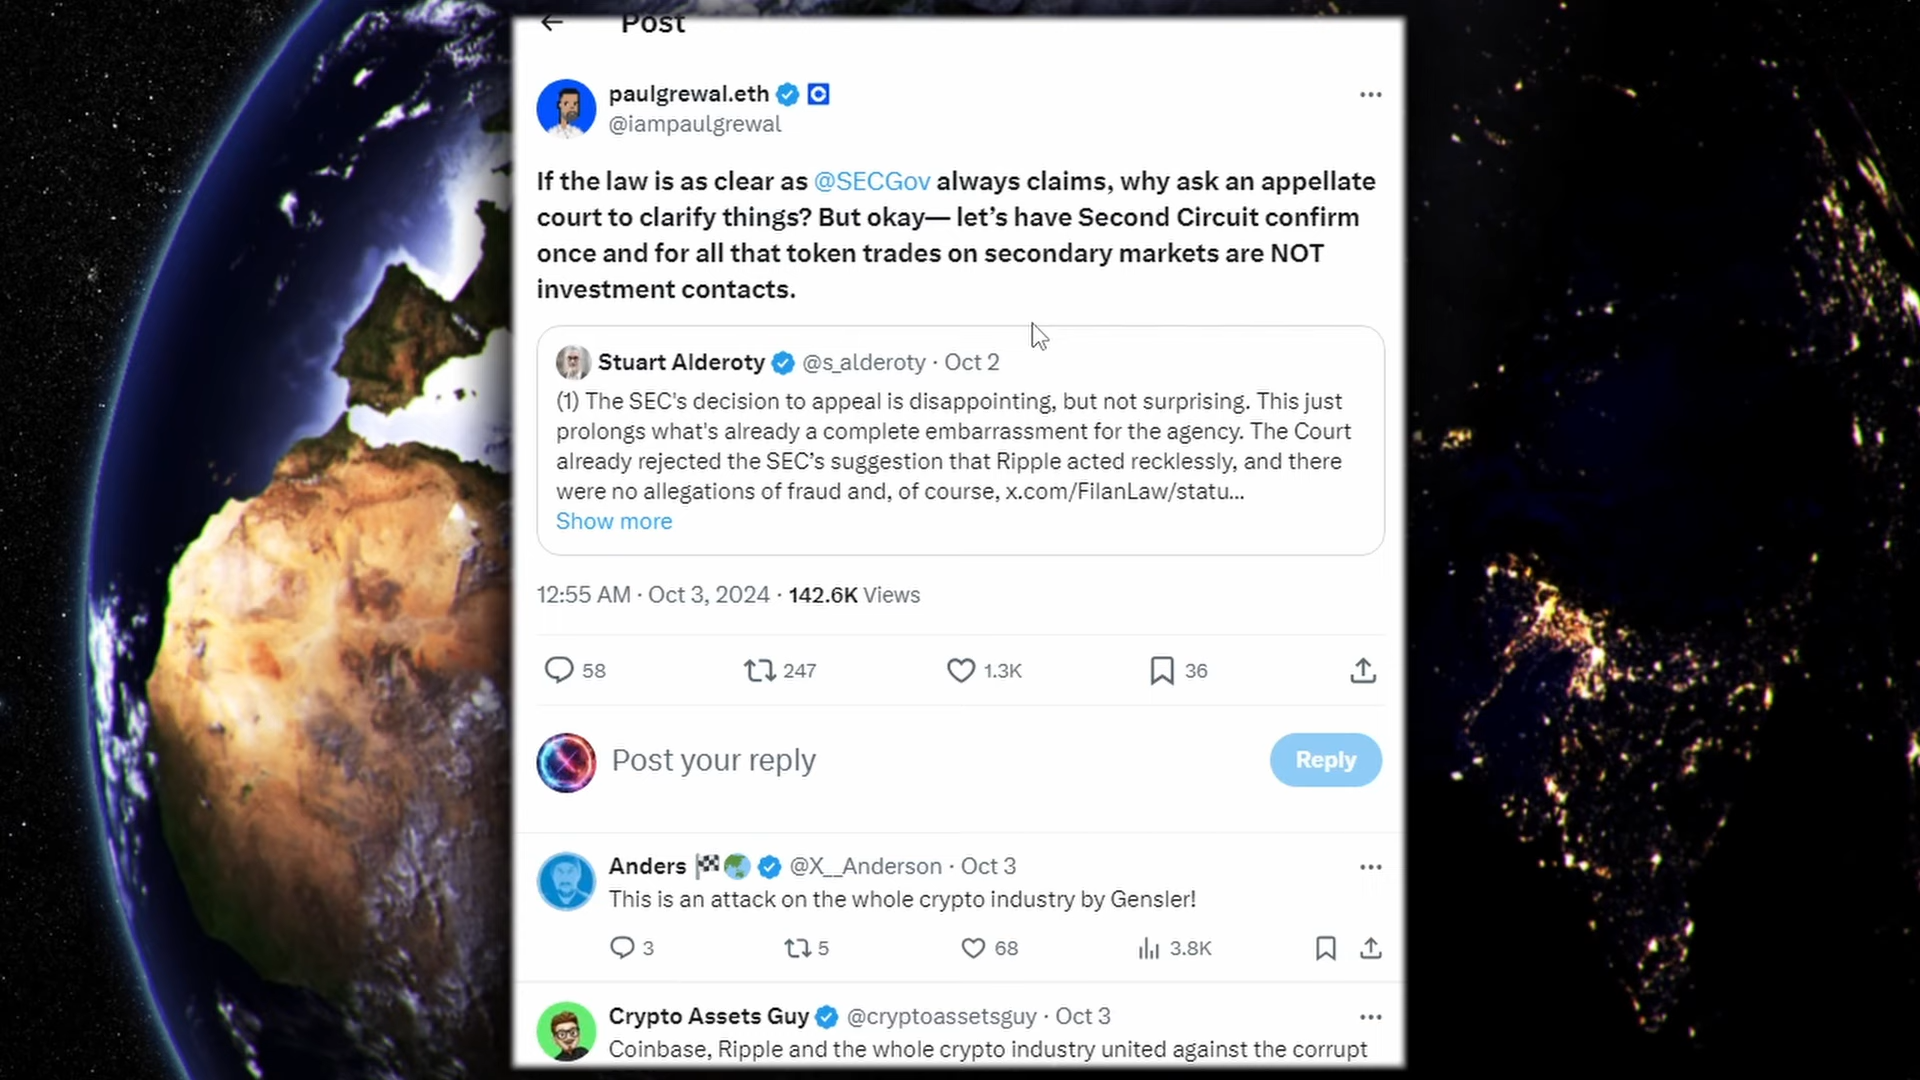 Post
paulgrewal.eth
@iampaulgrewal
If the law is as clear as @SECGov always claims, why ask an appellate
court to clarify things? But okay— let’s have Second Circuit confirm
once and for all that token trades on secondary markets are NOT
investment contacts.
Stuart Alderoty @s_alderoty · Oct 2
(1) The SEC's decision to appeal is disappointing, but not surprising. This just
prolongs what's already a complete embarrassment for the agency. The Court
already rejected the SEC’s suggestion that Ripple acted recklessly, and there
were no allegations of fraud and, of course, x.com/FilanLaw/statu...
Show more
12:55 AM · Oct 3, 2024 · 142.6K Views
58 247 1.3K 36
Post your reply Reply
Anders @X__Anderson · Oct 3
This is an attack on the whole crypto industry by Gensler!
3 5 68 3.8K
Crypto Assets Guy @cryptoassetsguy · Oct 3
Coinbase, Ripple and the whole crypto industry united against the corrupt